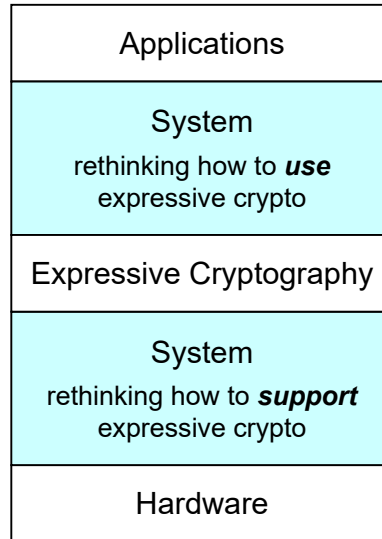 Applications
System
rethinking how to use
expressive crypto
Expressive Cryptography
System
rethinking how to support
expressive crypto
Hardware